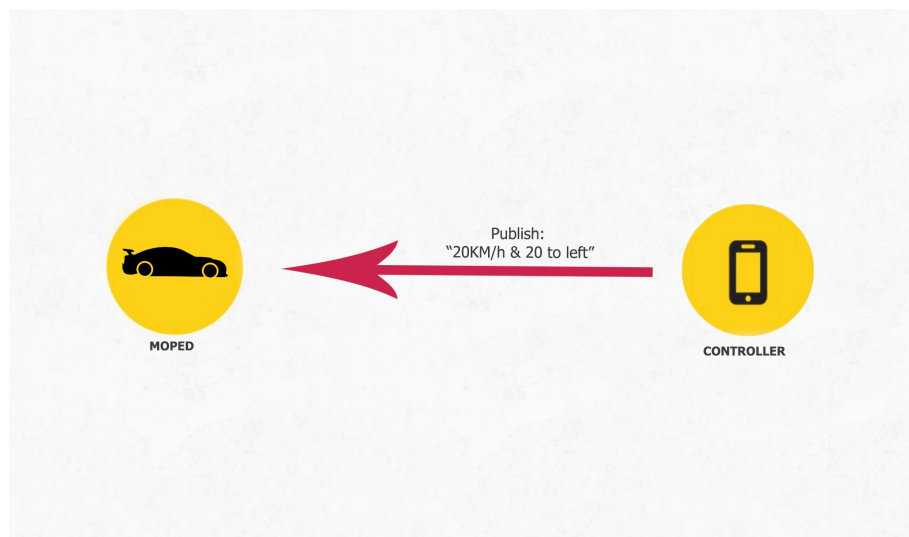 Publish:
“20KM/h & 20 to left”
MOPED
CONTROLLER